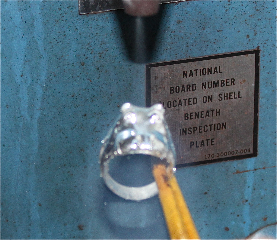 NATIONAL
BOARD NUMBER
LOCATED ON SHELL
BENEATH
INSPECTION
PLATE